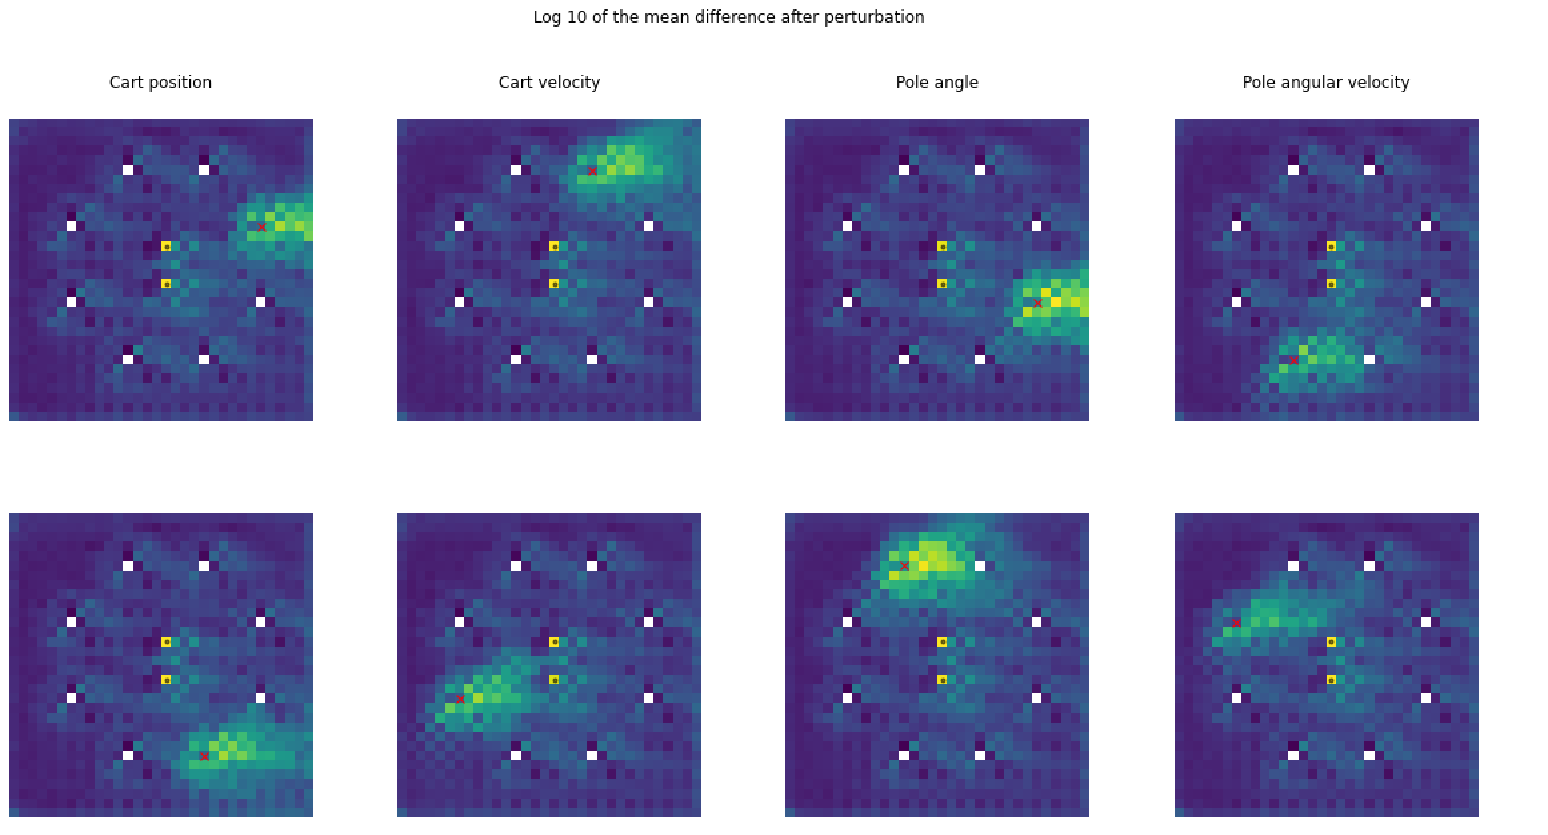 Log 10 of the mean difference after perturbation
Cart position
Cart velocity
Pole angle
Pole angular velocity